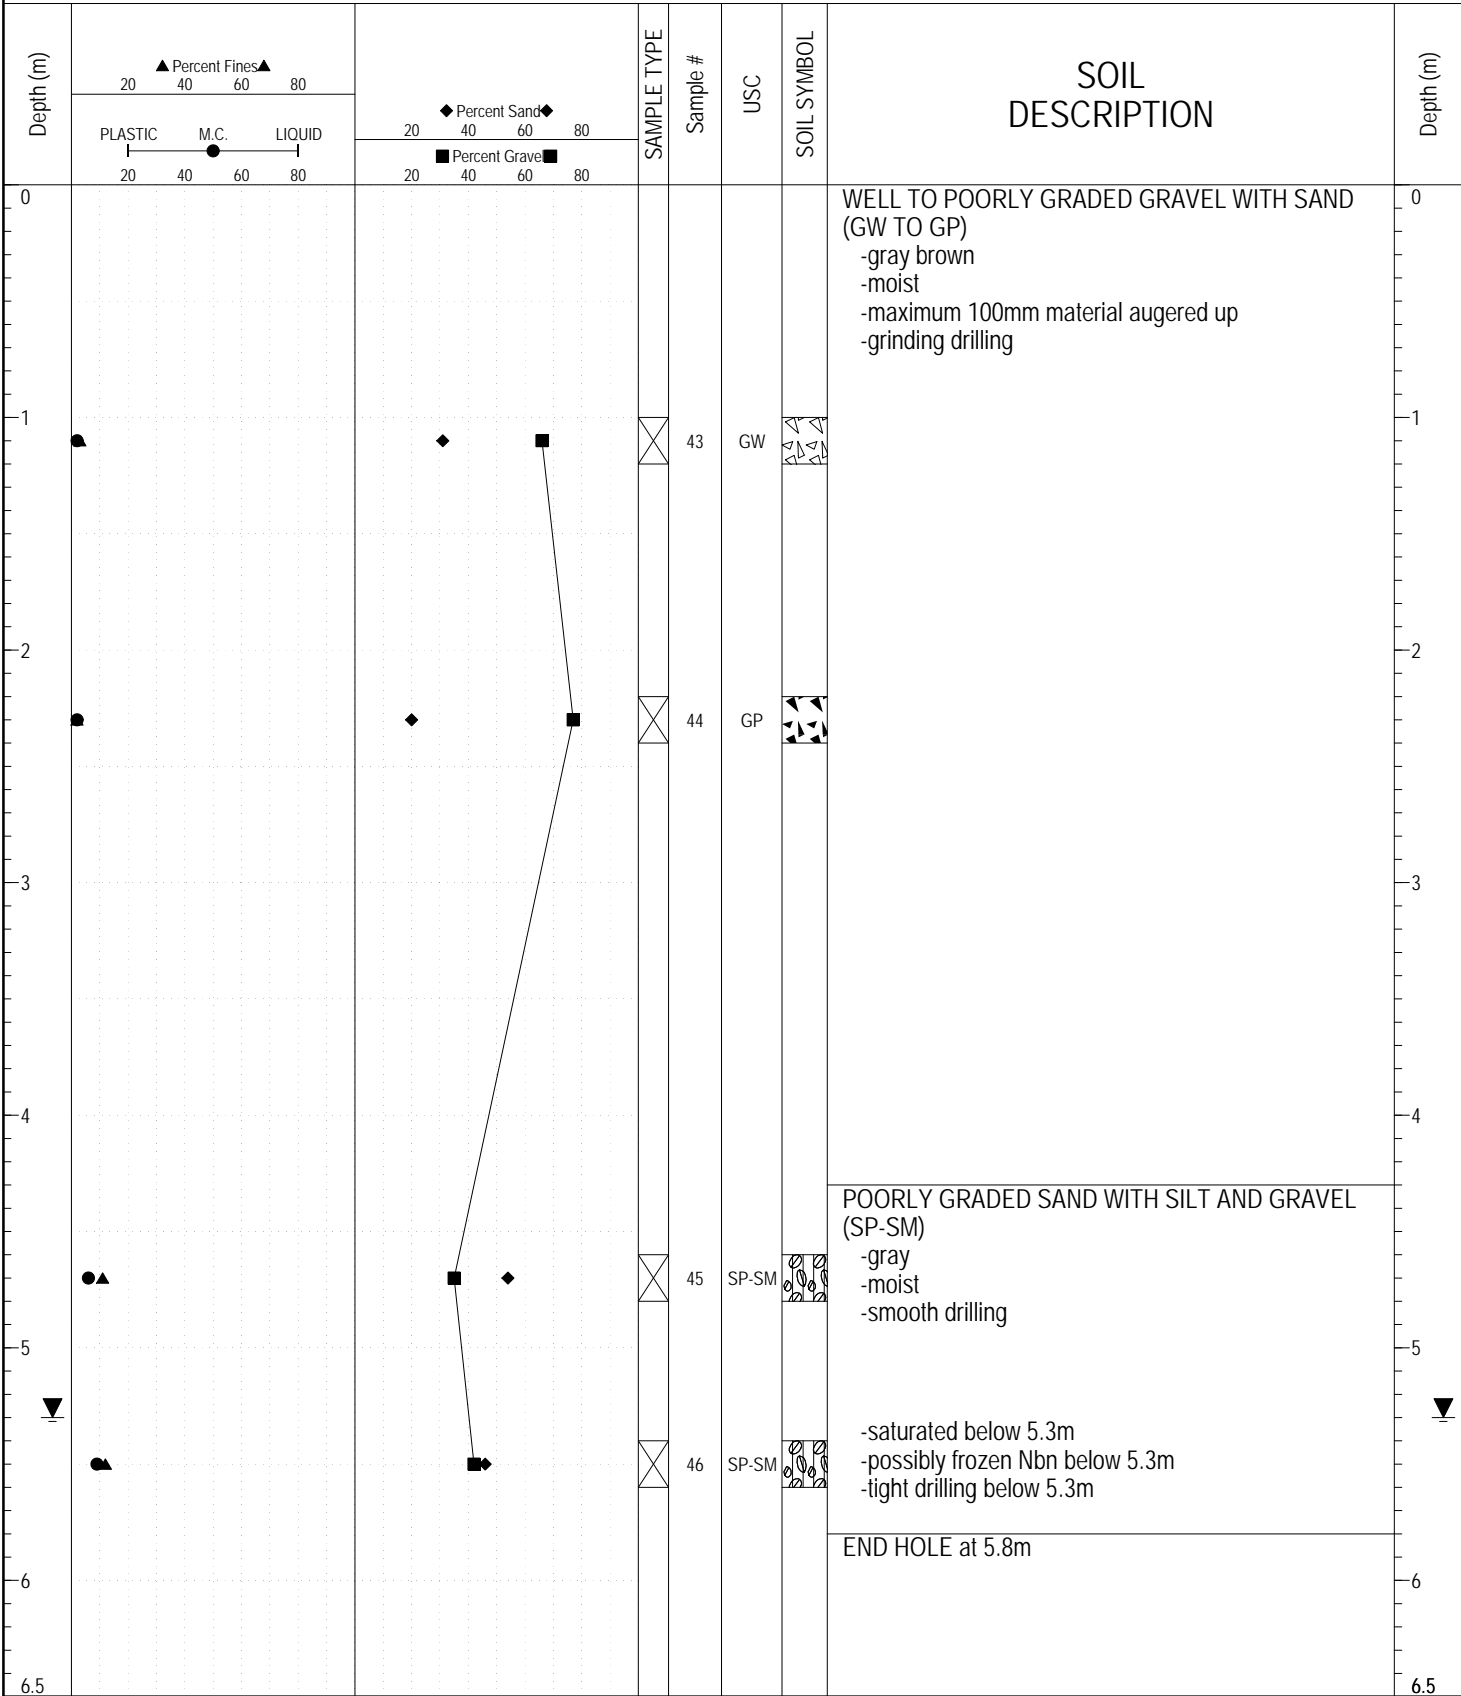 Depth (m)
Percent Fines
20 40 60 80
PLASTIC M.C. LIQUID
20 40 60 80
Percent Sand
20 40 60 80
Percent Gravel
20 40 60 80
SAMPLE TYPE
Sample #
USC
SOIL SYMBOL
SOIL
DESCRIPTION
Depth (m)
0
WELL TO POORLY GRADED GRAVEL WITH SAND
0
(GW TO GP)
-gray brown
-moist
-maximum 100mm material augered up
-grinding drilling
1
1
43 GW
2
2
44 GP
3
3
4
4
POORLY GRADED SAND WITH SILT AND GRAVEL
(SP-SM)
-gray
45 SP-SM
-moist
-smooth drilling
5
5
-saturated below 5.3m
46 SP-SM
-possibly frozen Nbn below 5.3m
-tight drilling below 5.3m
END HOLE at 5.8m
6
6
6.5
6.5